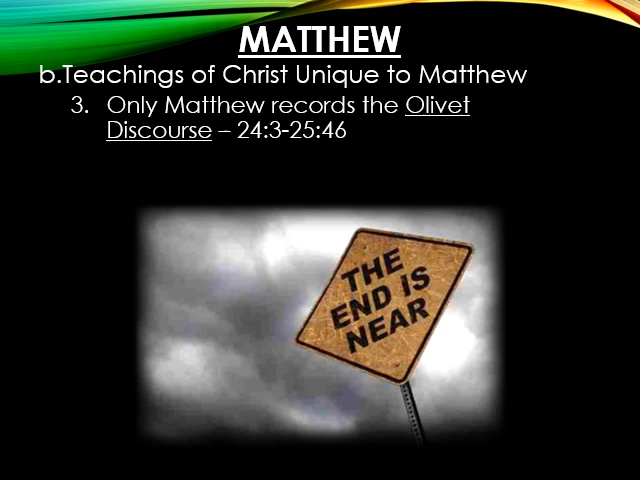 MATTHEW
b.Teachings of Christ Unique to Matthew
3. Only Matthew records the Olivet
Discourse – 24:3-25:46
THE
END IS
NEAR